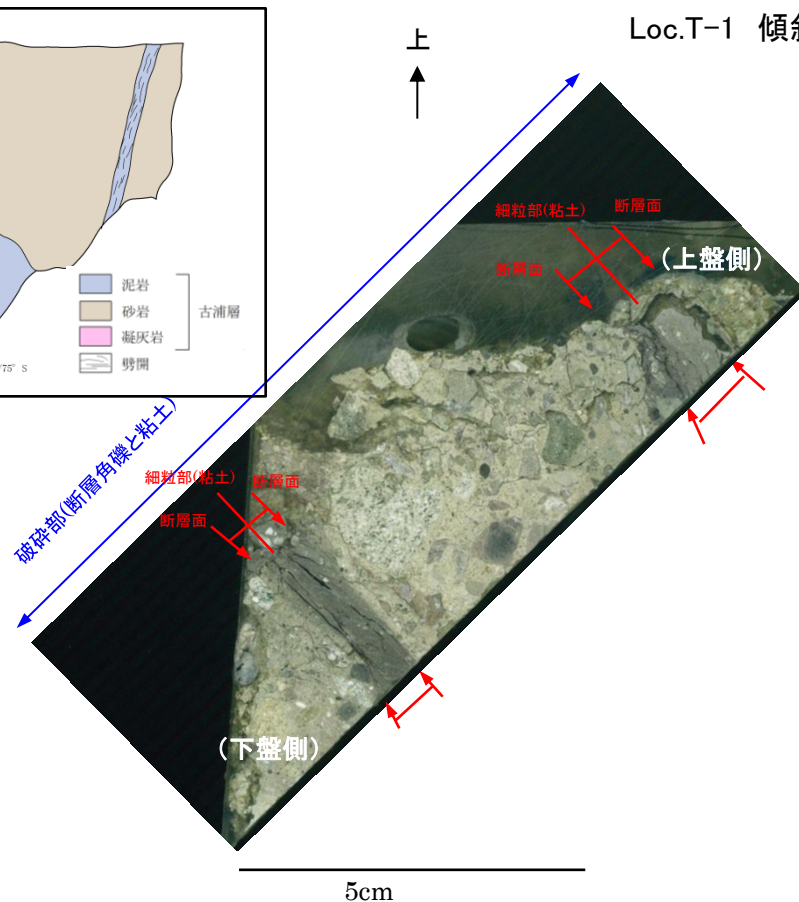 Loc.T-1 傾斜
上
細粒部(粘土)
断層面
断層面
(上盤側)
泥岩
砂岩
古浦層
凝灰岩
劈開
75° S
破砕部(断層角礫と粘土)
細粒部(粘土)
断層面
断層面
(下盤側)
5cm